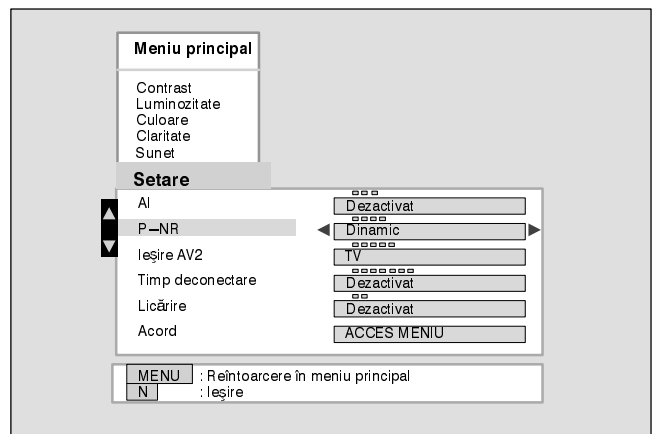 Meniu principal
Contrast
Luminozitate
Culoare
Claritate
Sunet
Setare
AI Dezactivat
P–NR Dinamic
Ieşire AV2 TV
Timp deconectare Dezactivat
Licărire Dezactivat
Acord ACCES MENIU
MENU : Reîntoarcere în meniu principal
N : Ieşire